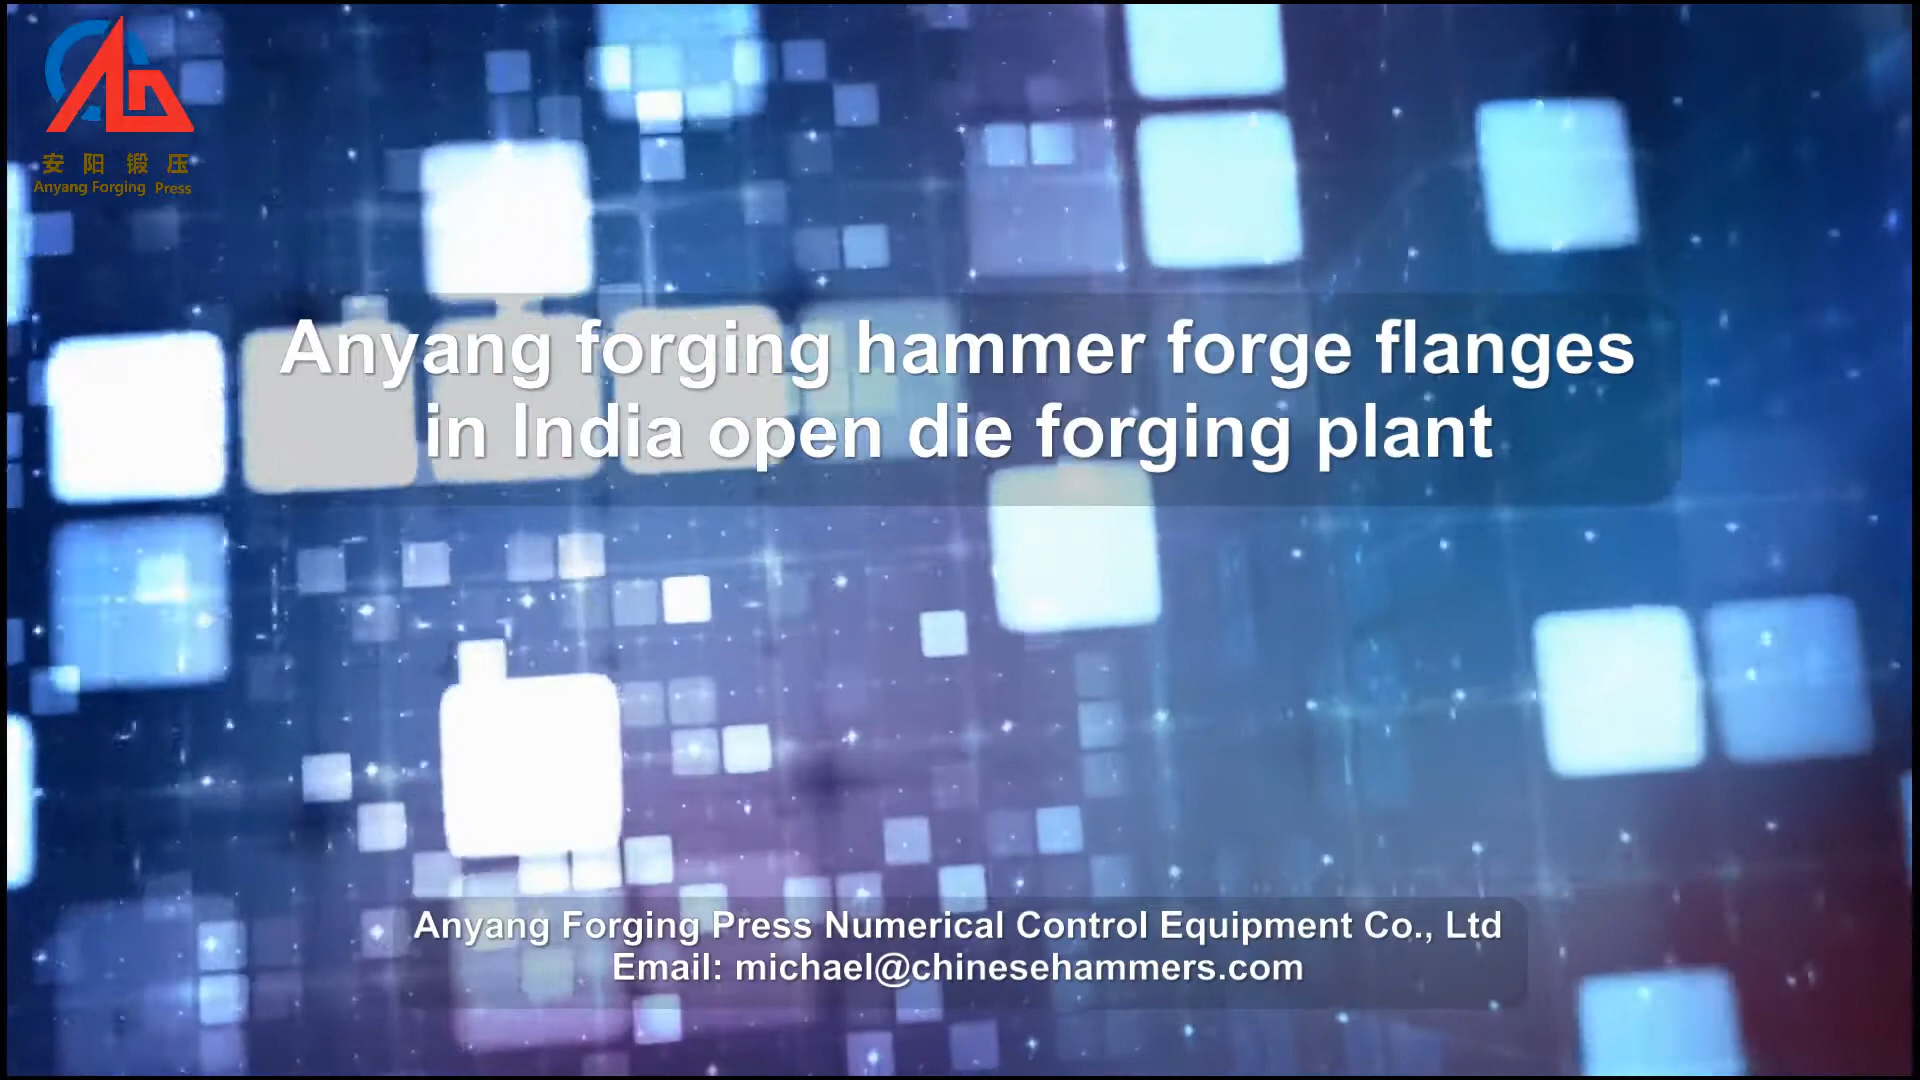 安阳锻压
Anyang Forging Press
Anyang forging hammer forge flanges
in India open die forging plant
Anyang Forging Press Numerical Control Equipment Co., Ltd
Email: michael@chinesehammers.com